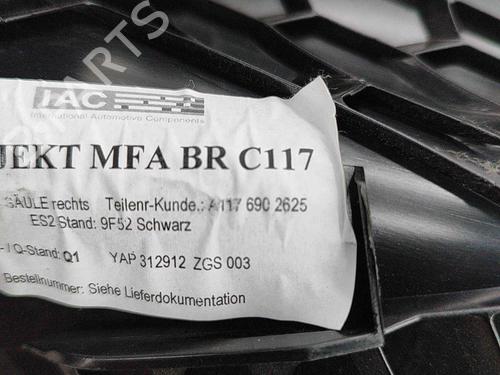 PARTS
IAC
International Automotive Components
JEKT MFA BR C117
SÄULE rechts Teilenr-Kunde.: A117 690 2625
ES2 Stand: 9F52 Schwarz
- / Q-Stand: Q1 YAP 312912 ZGS 003
Bestellnummer: Siehe Lieferdokumentation